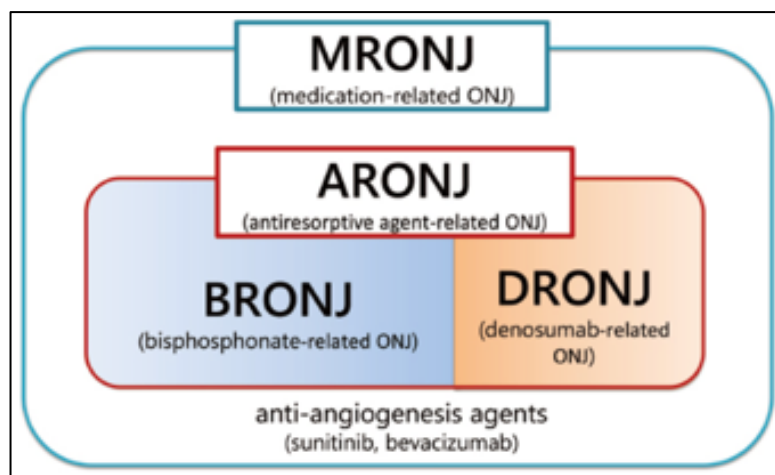 MRONJ
(medication-related ONJ)
ARONJ
(antiresorptive agent-related ONJ)
BRONJ
(bisphosphonate-related ONJ)
DRONJ
(denosumab-related
ONJ)
anti-angiogenesis agents
(sunitinib, bevacizumab)